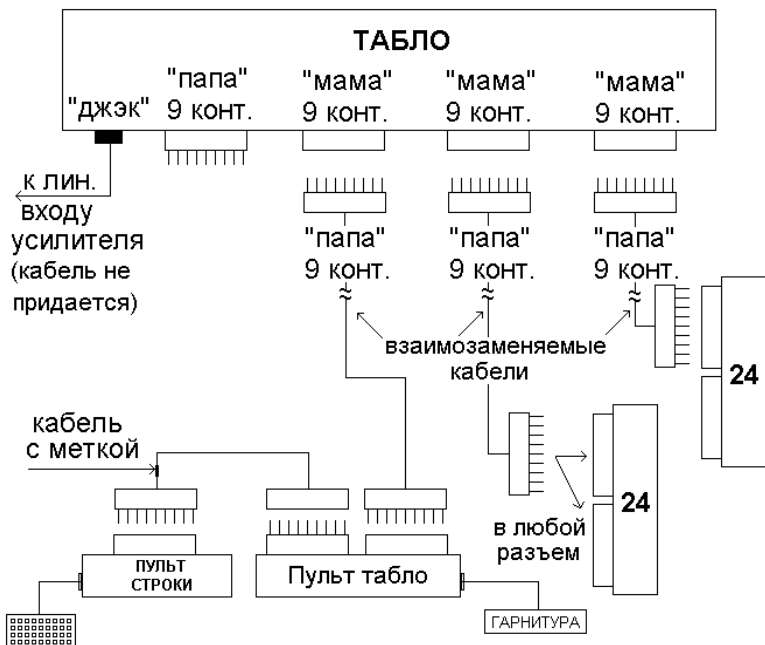 ТАБЛО
"джэк"
"папа"
9 конт.
"мама"
9 конт.
"мама"
9 конт.
"мама"
9 конт.
к лин.
входу
усилителя
(кабель не
придается)
"папа"
9 конт.
"папа"
9 конт.
"папа"
9 конт.
взаимозаменяемые
кабели
24
24
кабель
с меткой
в любой
разъем
ПУЛЬТ
СТРОКИ
Пульт табло
ГАРНИТУРА